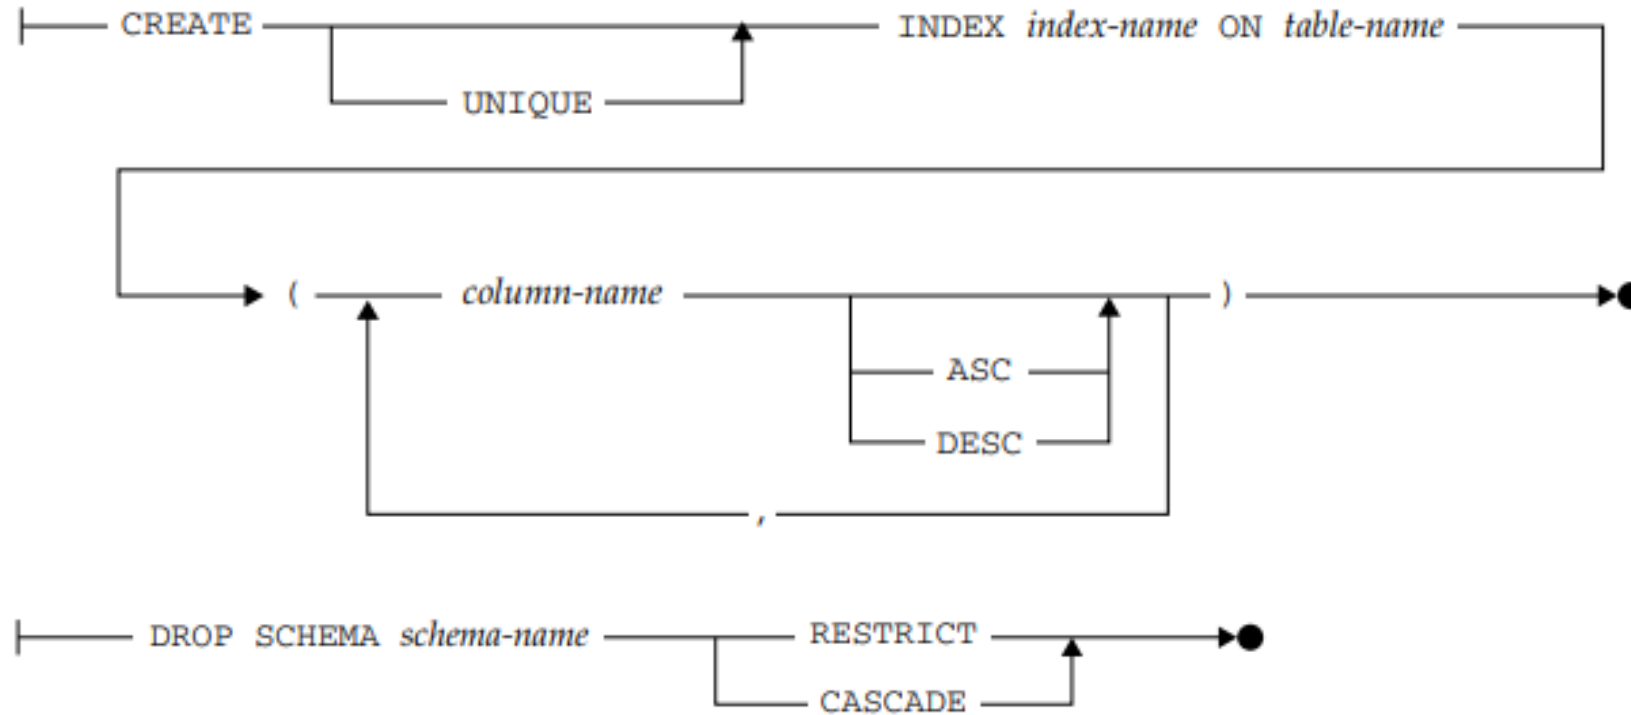 CREATE INDEX index-name ON table-name
UNIQUE
( column-name )
ASC
DESC
,
DROP SCHEMA schema-name RESTRICT
CASCADE